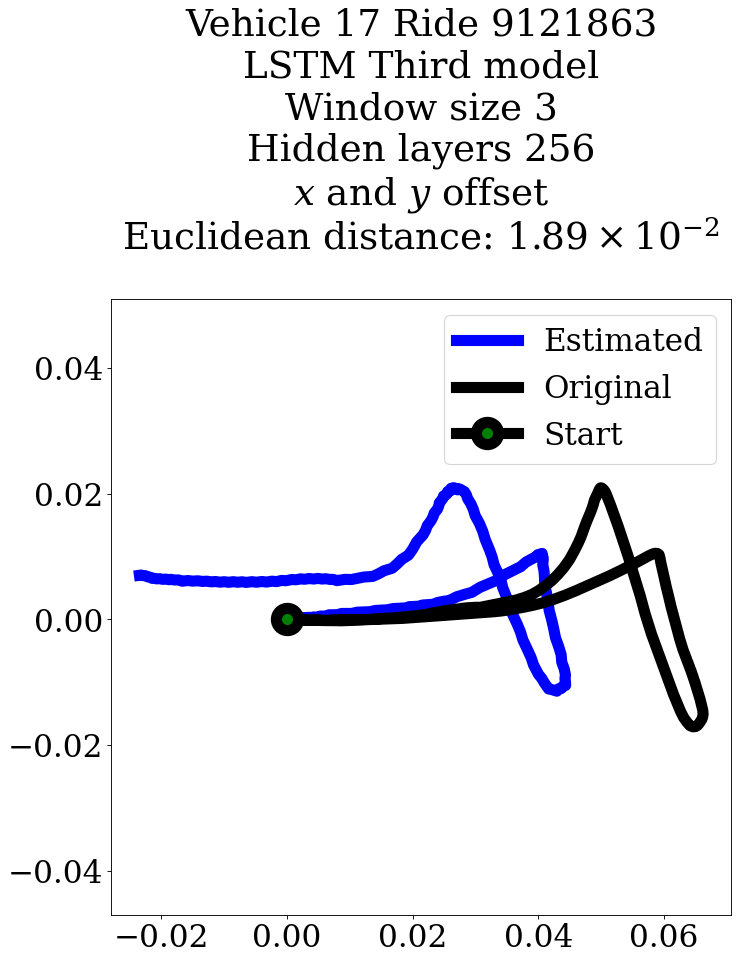 Vehicle 17 Ride 9121863
LSTM Third model
Window size 3
Hidden layers 256
x and y offset
Euclidean distance: 1.89 × 10⁻²
Estimated
Original
Start
0.04
0.02
0.00
−0.02
−0.04
−0.02 0.00 0.02 0.04 0.06